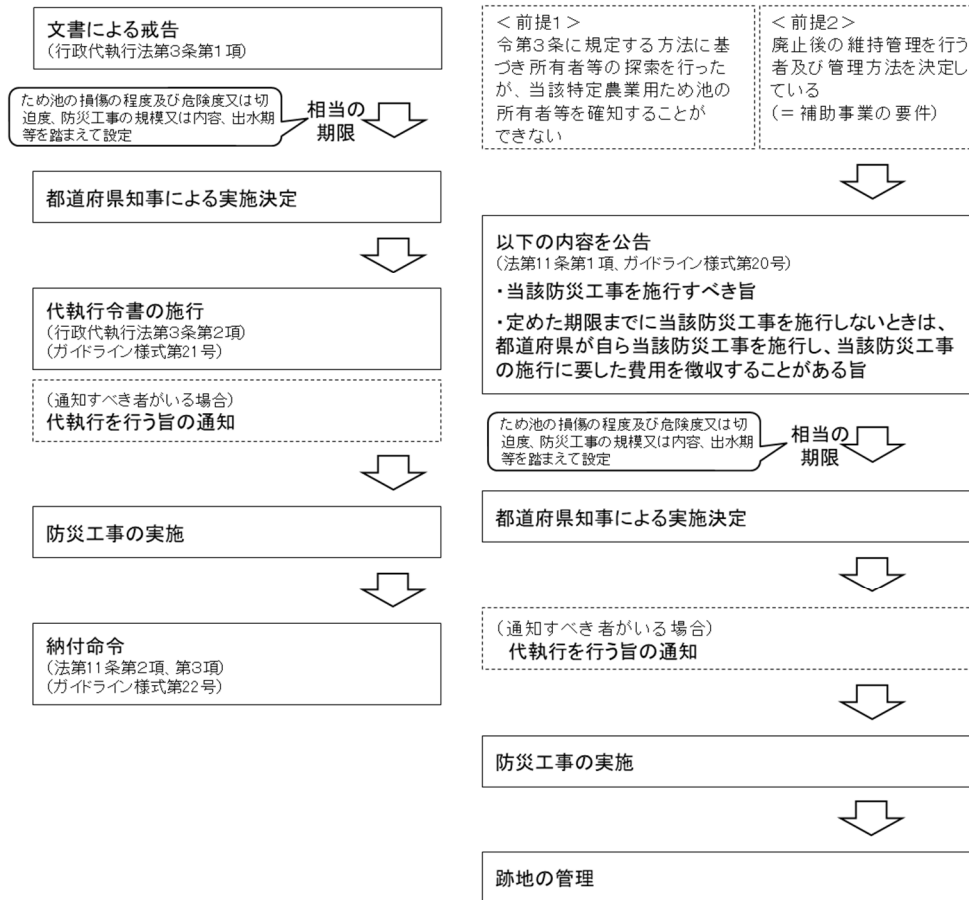 文書による戒告
(行政代執行法第3条第1項)
ため池の損傷の程度及び危険度又は切
迫度、防災工事の規模又は内容、出水期
等を踏まえて設定
相当の
期限
都道府県知事による実施決定
代執行令書の施行
(行政代執行法第3条第2項)
(ガイドライン様式第21号)
(通知すべき者がいる場合)
代執行を行う旨の通知
防災工事の実施
納付命令
(法第11条第2項、第3項)
(ガイドライン様式第22号)
<前提1>
令第3条に規定する方法に基
づき所有者等の探索を行った
が、当該特定農業用ため池の
所有者等を確知することが
できない
<前提2>
廃止後の維持管理を行う
者及び管理方法を決定し
ている
(=補助事業の要件)
以下の内容を公告
(法第11条第1項、ガイドライン様式第20号)
・当該防災工事を施行すべき旨
・定めた期限までに当該防災工事を施行しないときは、
都道府県が自ら当該防災工事を施行し、当該防災工事
の施行に要した費用を徴収することがある旨
ため池の損傷の程度及び危険度又は切
迫度、防災工事の規模又は内容、出水期
等を踏まえて設定
相当の
期限
都道府県知事による実施決定
(通知すべき者がいる場合)
代執行を行う旨の通知
防災工事の実施
跡地の管理